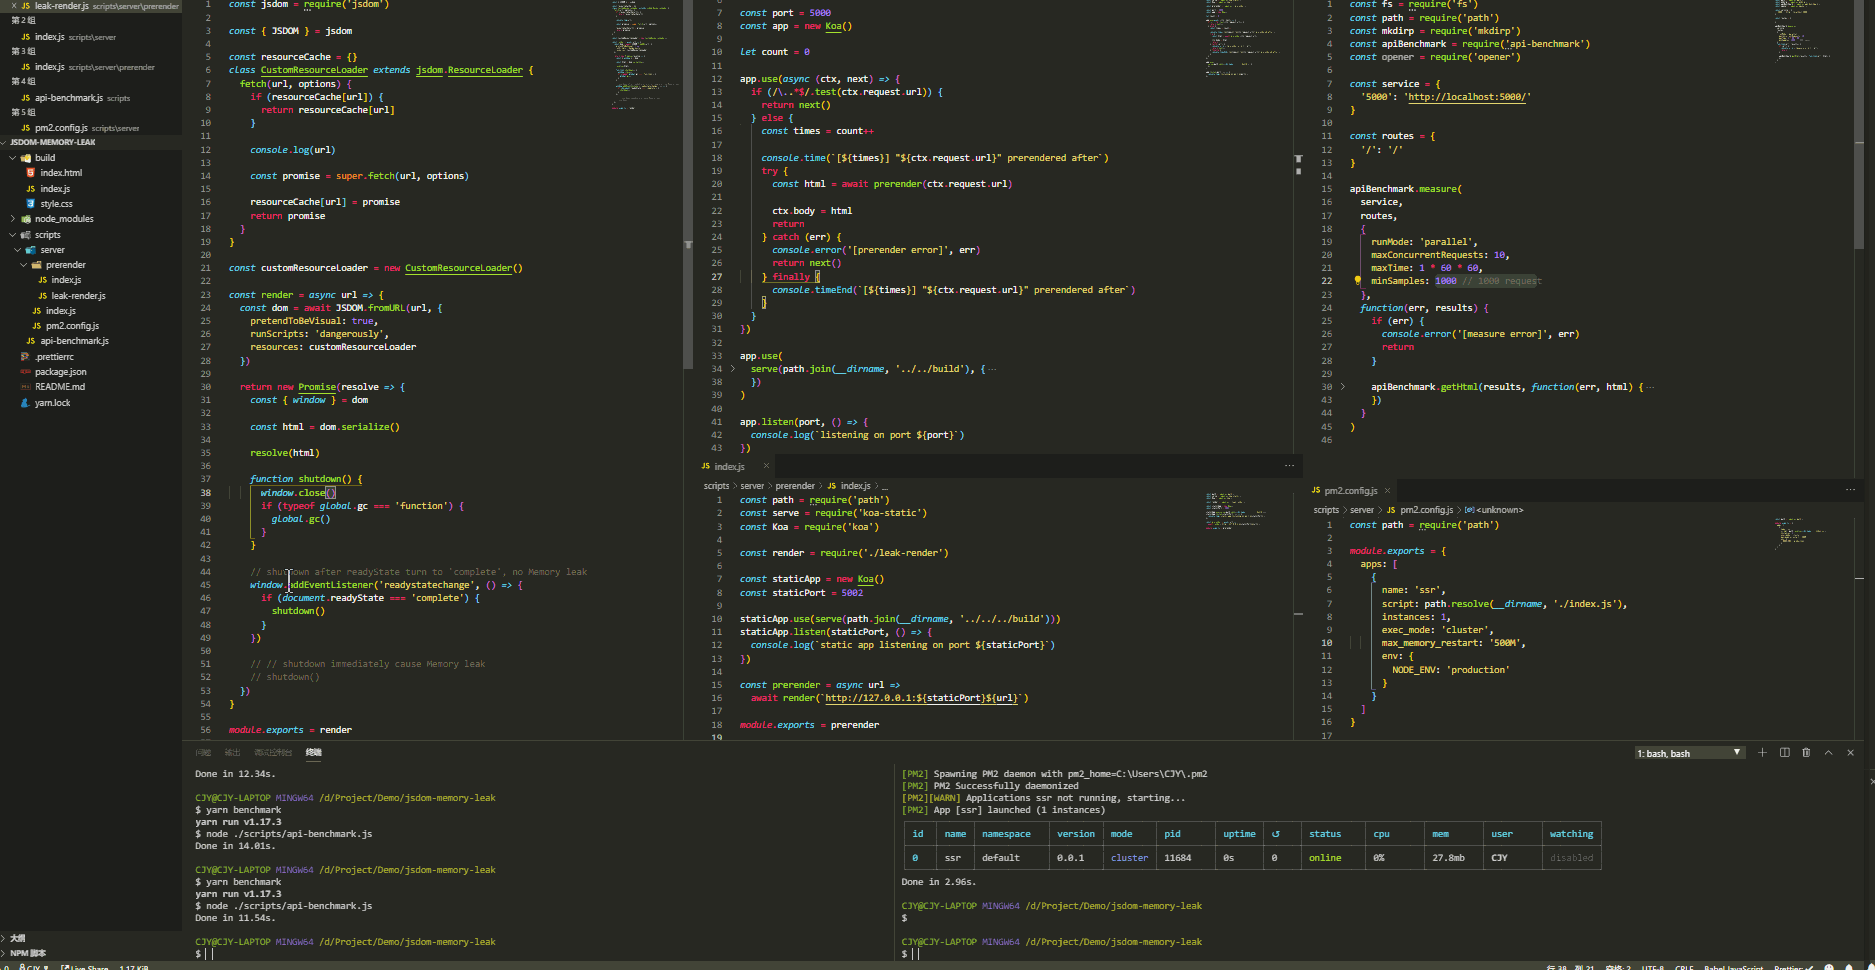 leak-render.js scripts\server\prerender
第 2 组
index.js scripts\server
第 3 组
index.js scripts\server\prerender
第 4 组
api-benchmark.js scripts
第 5 组
pm2.config.js scripts\server
JSDOM-MEMORY-LEAK
build
index.html
index.js
style.css
node_modules
scripts
server
prerender
index.js
leak-render.js
index.js
pm2.config.js
api-benchmark.js
.prettierrc
package.json
README.md
yarn.lock
大纲
NPM 脚本
1 const jsdom = require('jsdom')
2
3 const { JSDOM } = jsdom
4
5 const resourceCache = {}
6 class CustomResourceLoader extends jsdom.ResourceLoader {
7 fetch(url, options) {
8 if (resourceCache[url]) {
9 return resourceCache[url]
10 }
11
12 console.log(url)
13
14 const promise = super.fetch(url, options)
15
16 resourceCache[url] = promise
17 return promise
18 }
19 }
20
21 const customResourceLoader = new CustomResourceLoader()
22
23 const render = async url => {
24 const dom = await JSDOM.fromURL(url, {
25 pretendToBeVisual: true,
26 runScripts: 'dangerously',
27 resources: customResourceLoader
28 })
29
30 return new Promise(resolve => {
31 const { window } = dom
32
33 const html = dom.serialize()
34
35 resolve(html)
36
37 function shutdown() {
38 window.close()
39 if (typeof global.gc === 'function') {
40 global.gc()
41 }
42 }
43
44 // shutdown after readyState turn to `complete`, no Memory leak
45 window.addEventListener('readystatechange', () => {
46 if (document.readyState === 'complete') {
47 shutdown()
48 }
49 })
50
51 // // shutdown immediately cause Memory leak
52 // shutdown()
53 })
54 }
55
56 module.exports = render
7 const port = 5000
8 const app = new Koa()
9
10 let count = 0
11
12 app.use(async (ctx, next) => {
13 if (/\..*$/.test(ctx.request.url)) {
14 return next()
15 } else {
16 const times = count++
17
18 console.time(`[${times}] "${ctx.request.url}" prerendered after`)
19 try {
20 const html = await prerender(ctx.request.url)
21
22 ctx.body = html
23 return
24 } catch (err) {
25 console.error('[prerender error]', err)
26 return next()
27 } finally {
28 console.timeEnd(`[${times}] "${ctx.request.url}" prerendered after`)
29 }
30 }
31 })
32
33 app.use(
34 serve(path.join(__dirname, '../../build'), {
38 })
39 )
40
41 app.listen(port, () => {
42 console.log(`listening on port ${port}`)
43 })
index.js
scripts > server > prerender > index.js > ...
1 const path = require('path')
2 const serve = require('koa-static')
3 const Koa = require('koa')
4
5 const render = require('./leak-render')
6
7 const staticApp = new Koa()
8 const staticPort = 5002
9
10 staticApp.use(serve(path.join(__dirname, '../../../build')))
11 staticApp.listen(staticPort, () => {
12 console.log(`static app listening on port ${staticPort}`)
13 })
14
15 const prerender = async url =>
16 await render(`http://127.0.0.1:${staticPort}${url}`)
17
18 module.exports = prerender
19
1 const fs = require('fs')
2 const path = require('path')
3 const mkdirp = require('mkdirp')
4 const apiBenchmark = require('api-benchmark')
5 const opener = require('opener')
6
7 const service = {
8 '5000': 'http://localhost:5000/'
9 }
10
11 const routes = {
12 '/': '/'
13 }
14
15 apiBenchmark.measure(
16 service,
17 routes,
18 {
19 runMode: 'parallel',
20 maxConcurrentRequests: 10,
21 maxTime: 1 * 60 * 60,
22 minSamples: 1000 // 1000 request
23 },
24 function(err, results) {
25 if (err) {
26 console.error('[measure error]', err)
27 return
28 }
29
30 apiBenchmark.getHtml(results, function(err, html) {
43 })
44 }
45 )
46
pm2.config.js
scripts > server > pm2.config.js > <unknown>
1 const path = require('path')
2
3 module.exports = {
4 apps: [
5 {
6 name: 'ssr',
7 script: path.resolve(__dirname, './index.js'),
8 instances: 1,
9 exec_mode: 'cluster',
10 max_memory_restart: '500M',
11 env: {
12 NODE_ENV: 'production'
13 }
14 }
15 ]
16 }
17
问题 输出 调试控制台 终端
1: bash, bash
Done in 12.34s.
CJY@CJY-LAPTOP MINGW64 /d/Project/Demo/jsdom-memory-leak
$ yarn benchmark
yarn run v1.17.3
$ node ./scripts/api-benchmark.js
Done in 14.01s.
CJY@CJY-LAPTOP MINGW64 /d/Project/Demo/jsdom-memory-leak
$ yarn benchmark
yarn run v1.17.3
$ node ./scripts/api-benchmark.js
Done in 11.54s.
CJY@CJY-LAPTOP MINGW64 /d/Project/Demo/jsdom-memory-leak
$
[PM2] Spawning PM2 daemon with pm2_home=C:\Users\CJY\.pm2
[PM2] PM2 Successfully daemonized
[PM2][WARN] Applications ssr not running, starting...
[PM2] App [ssr] launched (1 instances)
id name namespace version mode pid uptime ↺ status cpu mem user watching
0 ssr default 0.0.1 cluster 11684 0s 0 online 0% 27.8mb CJY disabled
Done in 2.96s.
CJY@CJY-LAPTOP MINGW64 /d/Project/Demo/jsdom-memory-leak
$
CJY@CJY-LAPTOP MINGW64 /d/Project/Demo/jsdom-memory-leak
$